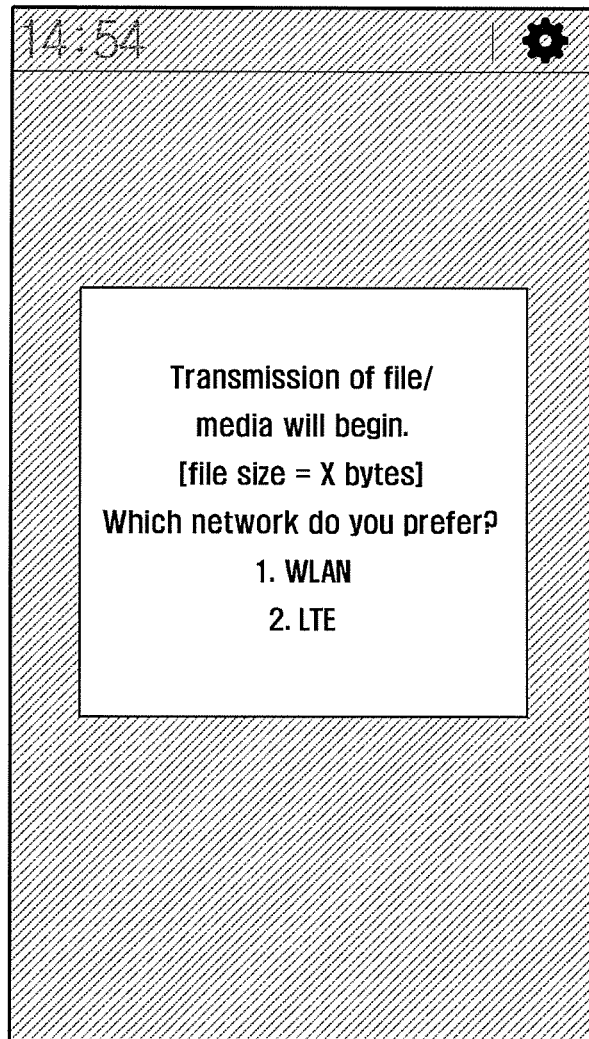 14:54
Transmission of file/
media will begin.
[file size = X bytes]
Which network do you prefer?
1. WLAN
2. LTE